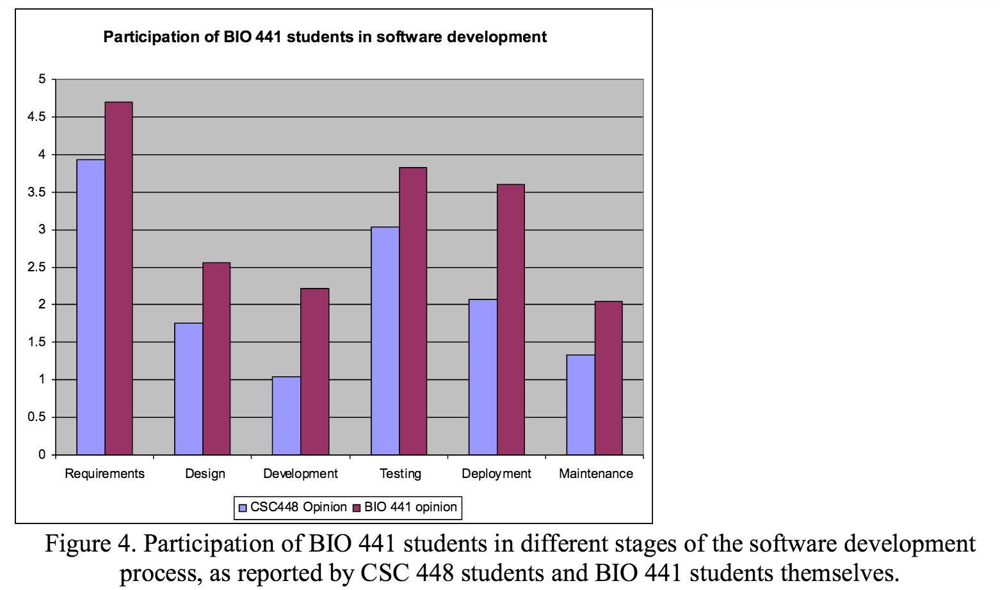 Participation of BIO 441 students in software development
5
4.5
4
3.5
3
2.5
2
1.5
1
0.5
0
Requirements
Design
Development
Testing
Deployment
Maintenance
CSC448 Opinion
BIO 441 opinion
Figure 4. Participation of BIO 441 students in different stages of the software development
process, as reported by CSC 448 students and BIO 441 students themselves.